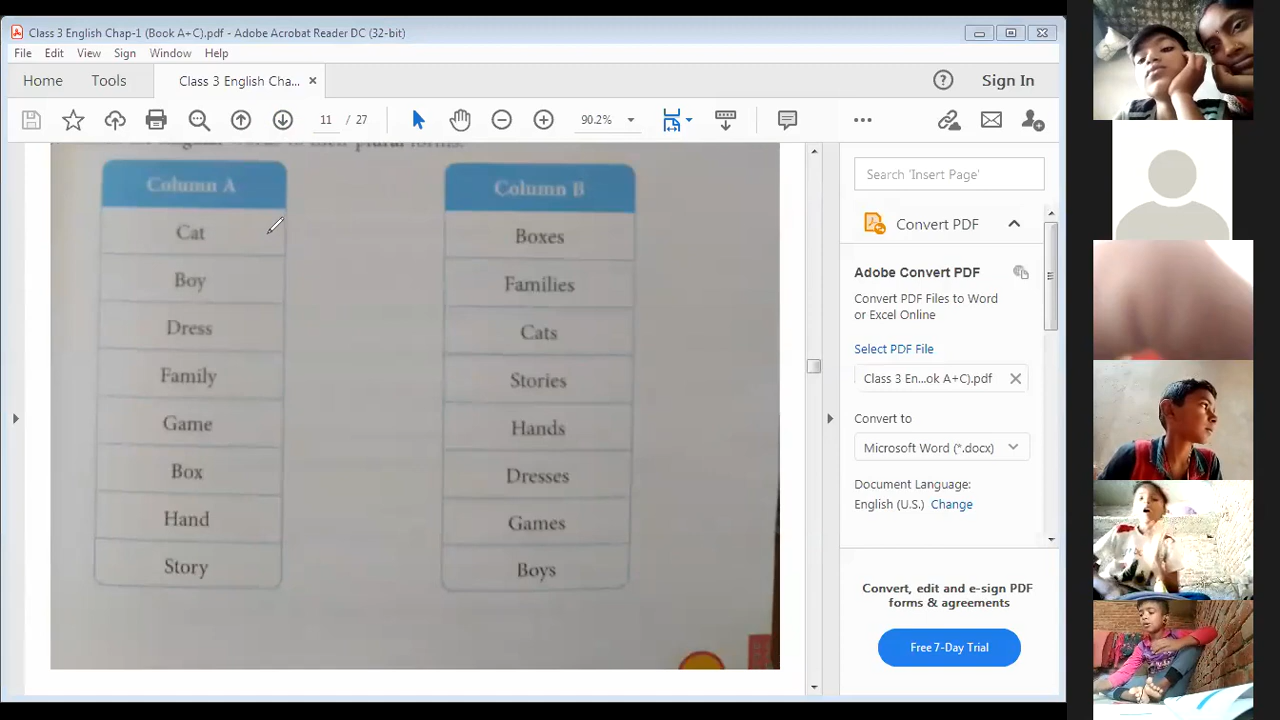 Class 3 English Chap-1 (Book A+C).pdf - Adobe Acrobat Reader DC (32-bit)
File Edit View Sign Window Help
Home Tools Class 3 English Cha... ×
11 / 27 90.2%
Sign In
plural forms.
Column A
Cat
Boy
Dress
Family
Game
Box
Hand
Story
Column B
Boxes
Families
Cats
Stories
Hands
Dresses
Games
Boys
Search 'Insert Page'
Convert PDF
Adobe Convert PDF
Convert PDF Files to Word
or Excel Online
Select PDF File
Class 3 En...ok A+C).pdf
Convert to
Microsoft Word (*.docx)
Document Language:
English (U.S.) Change
Convert, edit and e-sign PDF
forms & agreements
Free 7-Day Trial